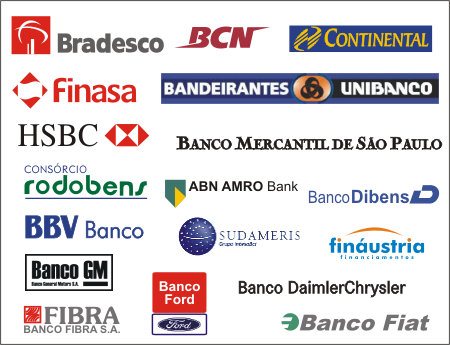 Bradesco
BCN
CONTINENTAL
Finasa
BANDEIRANTES UNIBANCO
HSBC
BANCO MERCANTIL DE SÃO PAULO
CONSÓRCIO
rodobens
ABN AMRO Bank
BancoDibens
BBV Banco
SUDAMERIS
Grupo IntesaBci
fináustria
financiamentos
Banco GM
Banco General Motors S.A.
Banco
Ford
Ford
Banco DaimlerChrysler
FIBRA
BANCO FIBRA S.A.
Banco Fiat